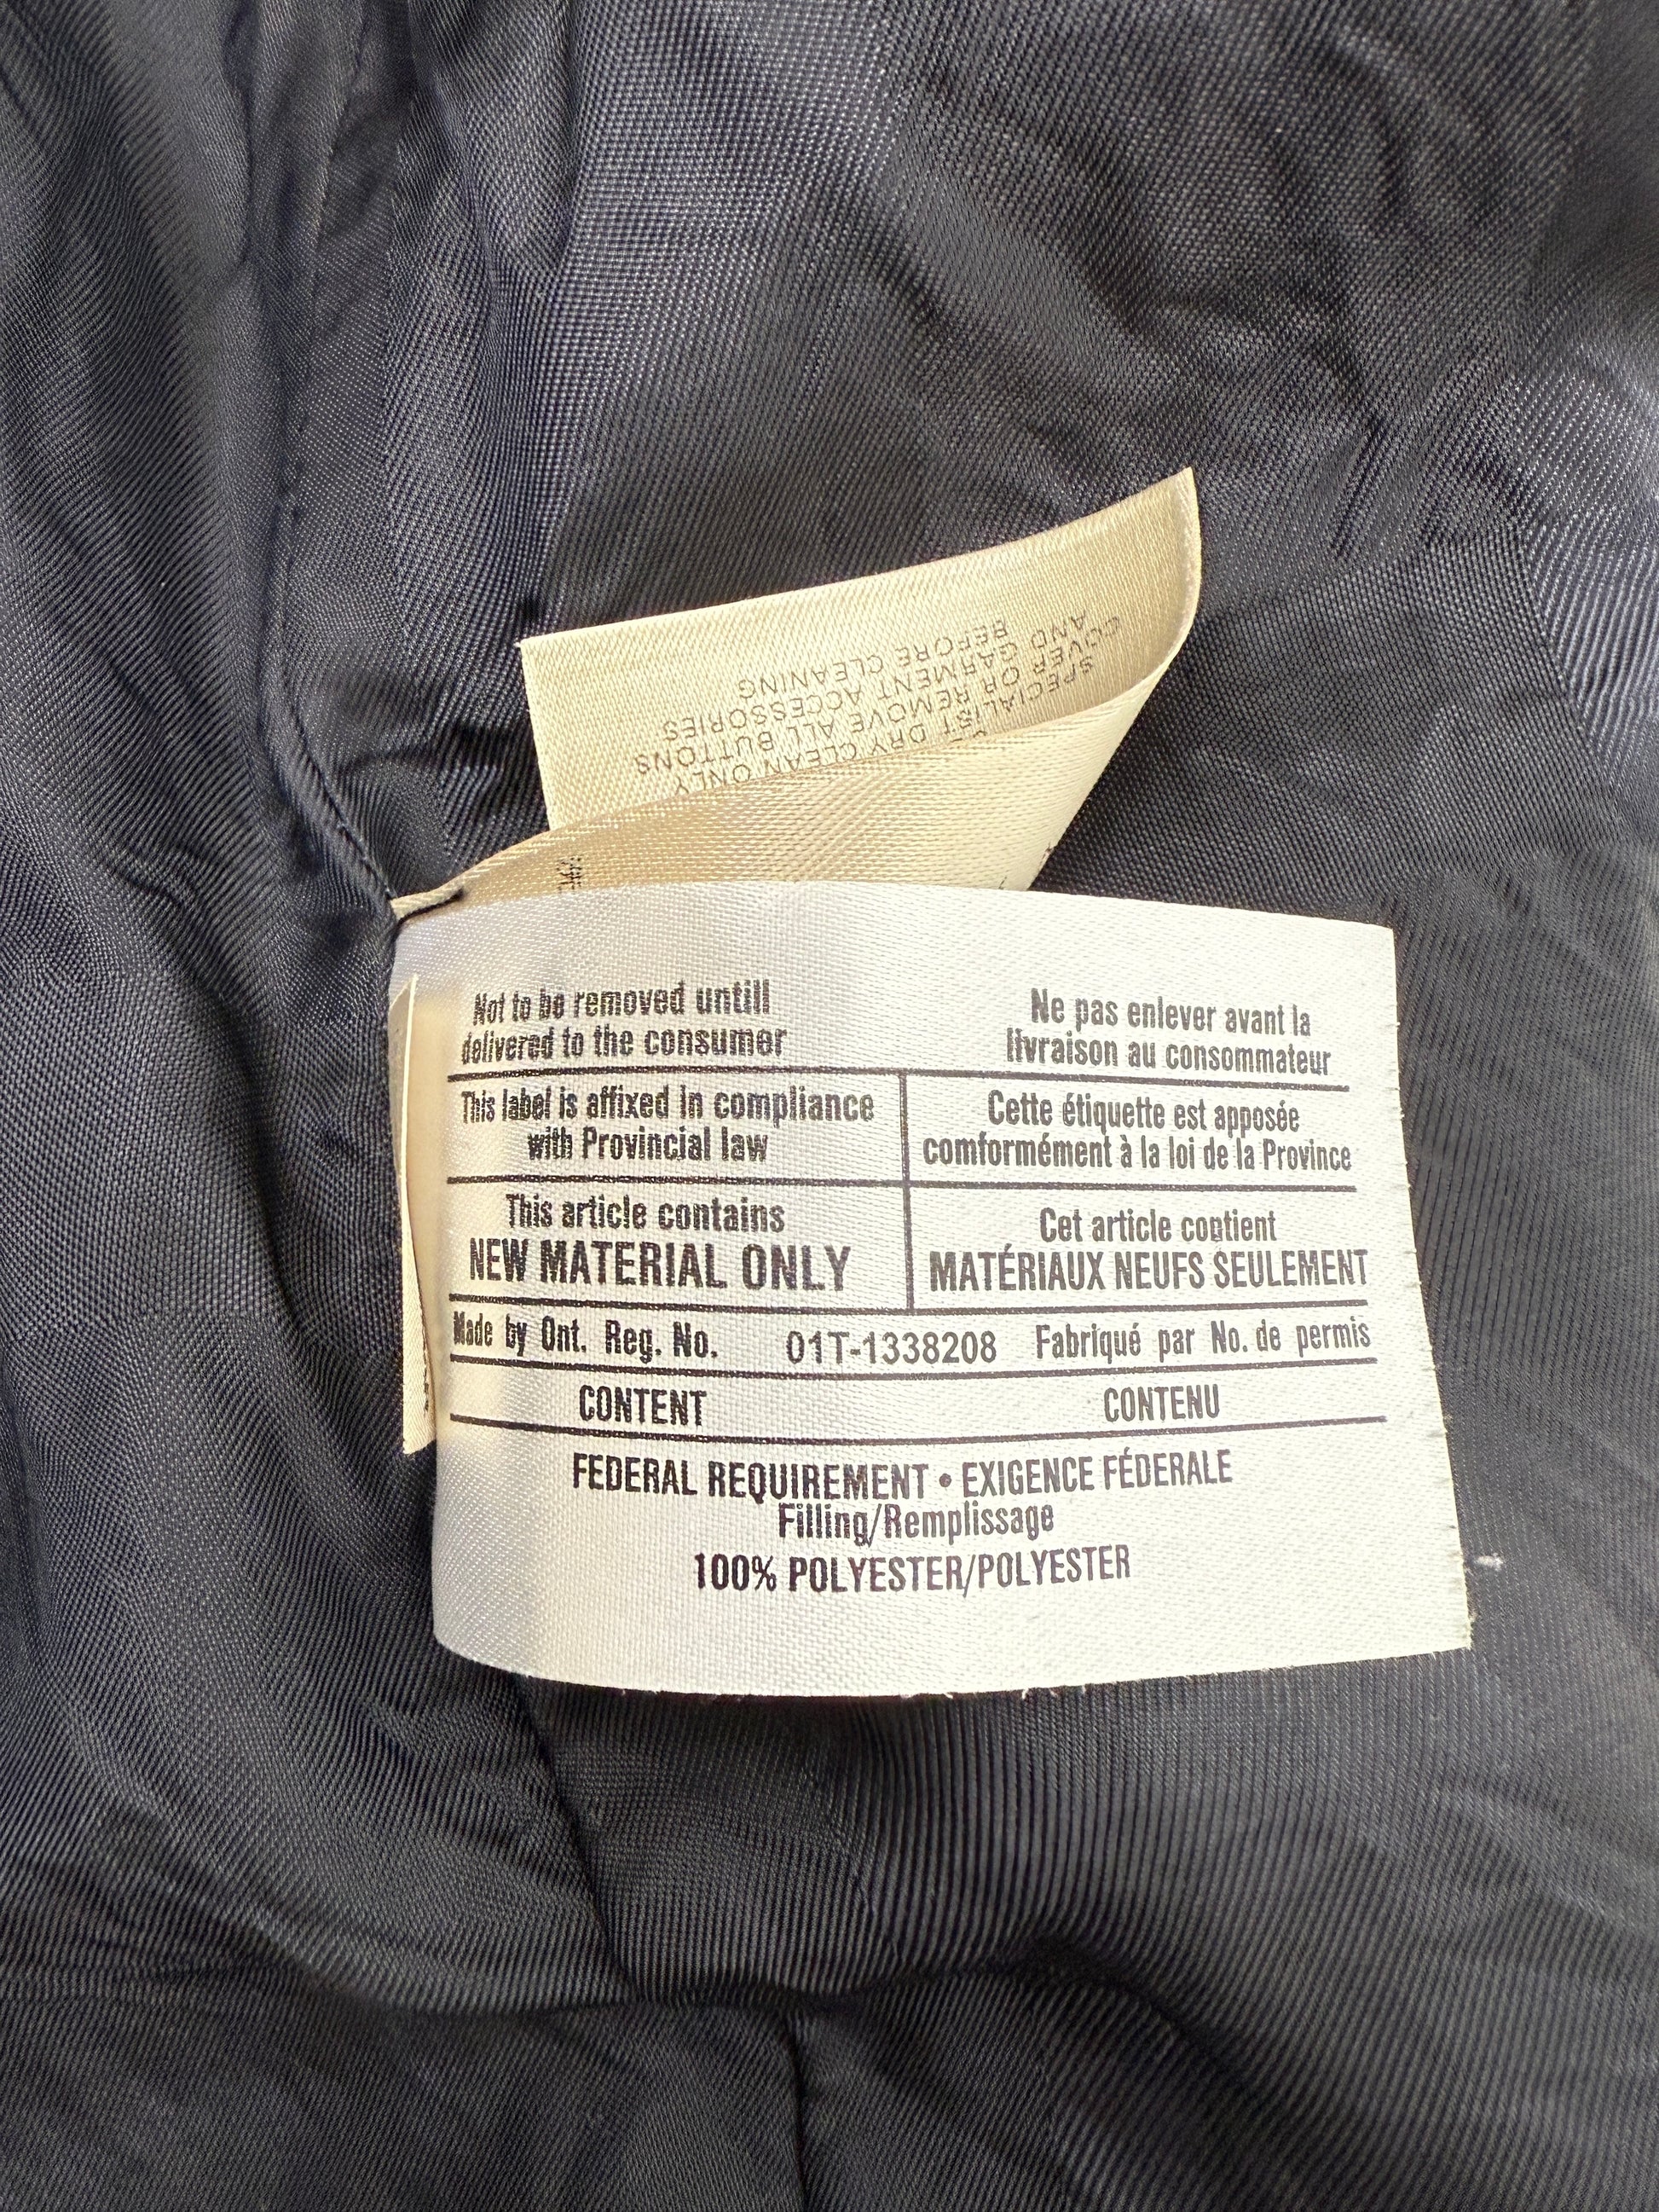 SPECIALIST DRY CLEAN ONLY
COVER OR REMOVE ALL BUTTONS
AND GARMENT ACCESSORIES
BEFORE CLEANING
Not to be removed untill
delivered to the consumer
Ne pas enlever avant la
livraison au consommateur
This label is affixed in compliance
with Provincial law
Cette étiquette est apposée
comformément à la loi de la Province
This article contains
NEW MATERIAL ONLY
Cet article contient
MATÉRIAUX NEUFS SEULEMENT
Made by Ont. Reg. No. 01T-1338208 Fabriqué par No. de permis
CONTENT CONTENU
FEDERAL REQUIREMENT • EXIGENCE FÉDERALE
Filling/Remplissage
100% POLYESTER/POLYESTER